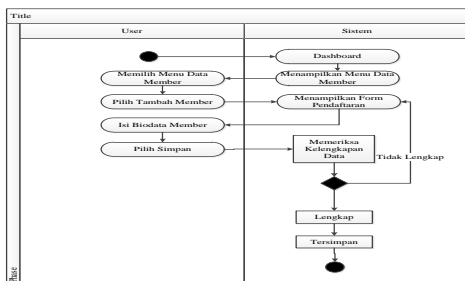 Title
User
Sistem
Dashboard
Memilih Menu Data
Member
Menampilkan Menu Data
Member
Pilih Tambah Member
Menampilkan Form
Pendaftaran
Isi Biodata Member
Pilih Simpan
Memeriksa
Kelengkapan
Data
Tidak Lengkap
Lengkap
Tersimpan
Phase